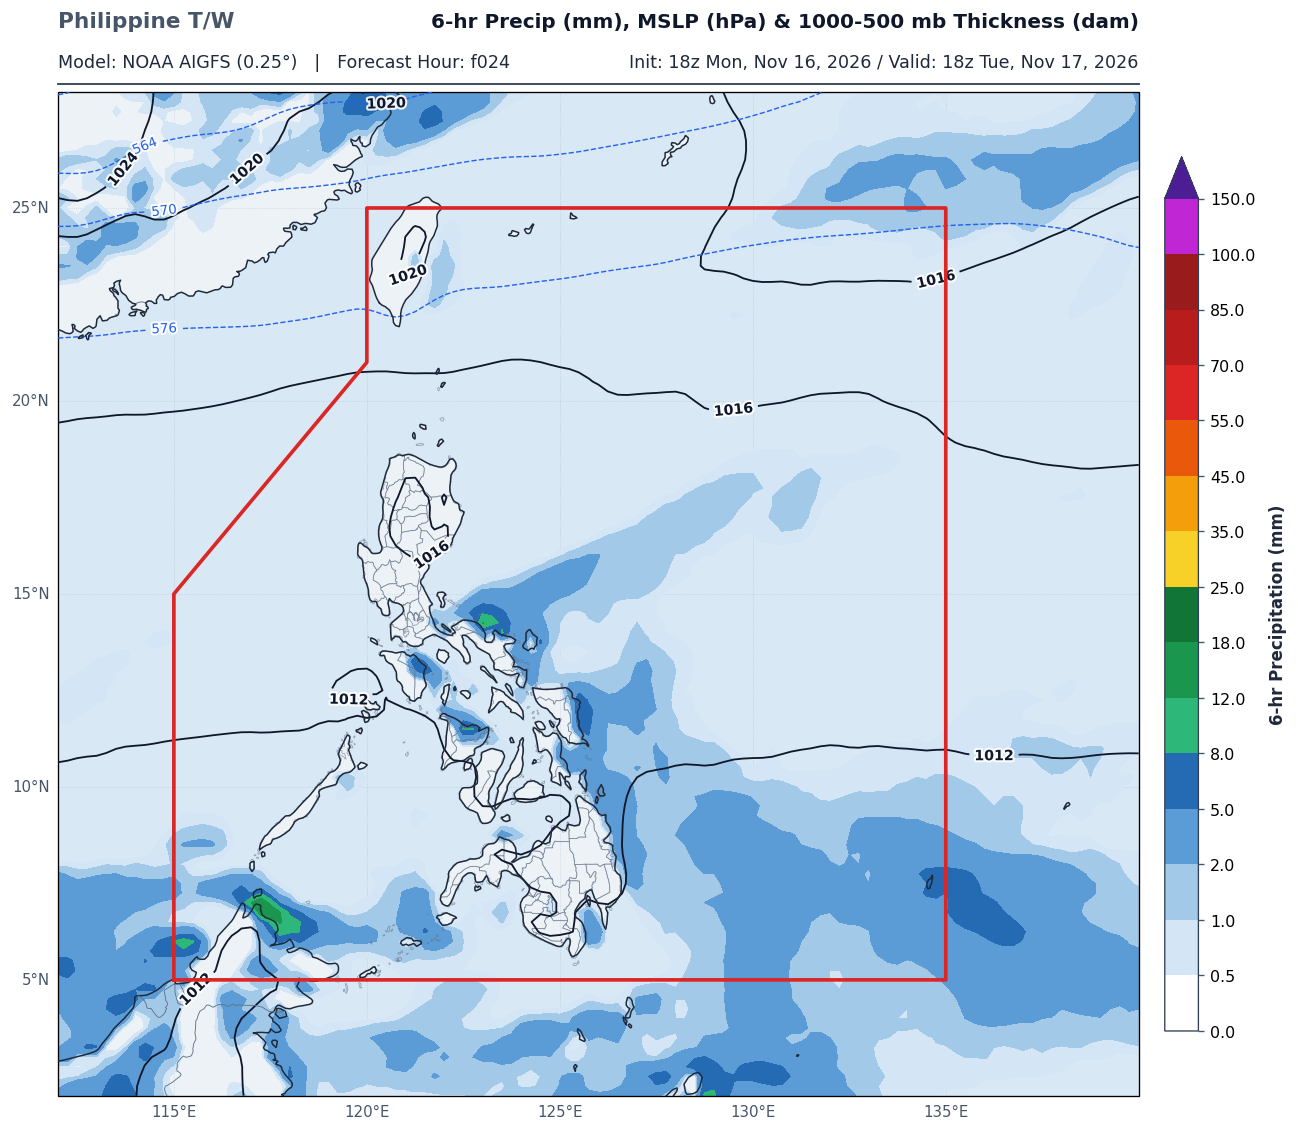 Philippine T/W
6-hr Precip (mm), MSLP (hPa) & 1000-500 mb Thickness (dam)
Model: NOAA AIGFS (0.25°) | Forecast Hour: f024
Init: 18z Mon, Nov 16, 2026 / Valid: 18z Tue, Nov 17, 2026
1020
564
1024
1020
570
25°N
1020
1016
576
20°N
1016
1016
15°N
1012
1012
10°N
5°N
1012
115°E
120°E
125°E
130°E
135°E
150.0
100.0
85.0
70.0
55.0
45.0
35.0
25.0
18.0
12.0
8.0
5.0
2.0
1.0
0.5
0.0
6-hr Precipitation (mm)